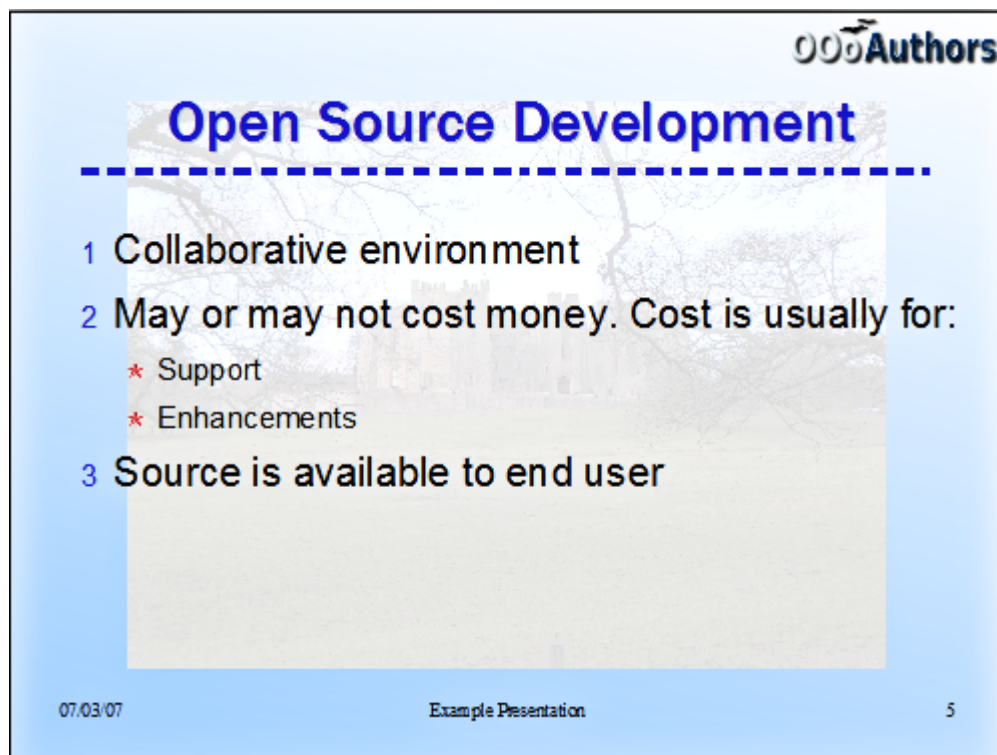 OOoAuthors
Open Source Development
1 Collaborative environment
2 May or may not cost money. Cost is usually for:
* Support
* Enhancements
3 Source is available to end user
07/03/07
Example Presentation
5